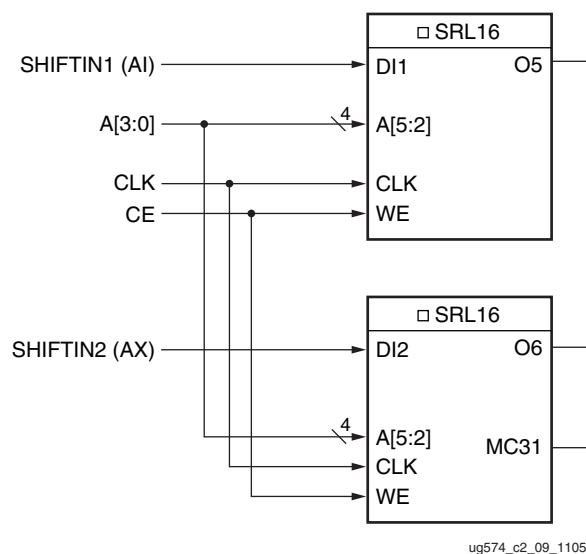 □ SRL16
SHIFTIN1 (AI)
DI1
O5
A[3:0]
4
A[5:2]
CLK
CLK
CE
WE
□ SRL16
SHIFTIN2 (AX)
DI2
O6
4
A[5:2]
MC31
CLK
WE
ug574_c2_09_1105